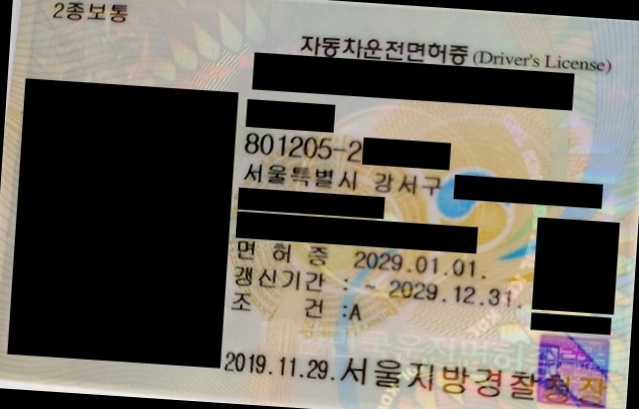 2종보통
자동차운전면허증 (Driver's License)
801205-2
서울특별시 강서구
면 허 증 2029.01.01.
갱신기간 : ~ 2029.12.31.
조 건 :A
2019.11.29. 서울지방경찰청장